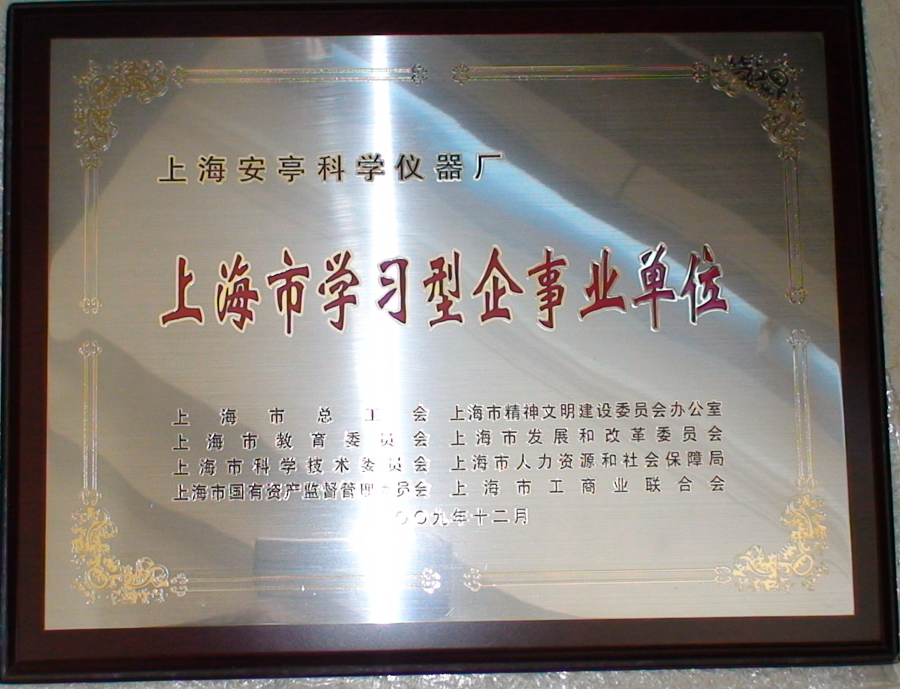 上海安亭科学仪器厂
上海市学习型企事业单位
上海市总工会 上海市精神文明建设委员会办公室
上海市教育委员会 上海市发展和改革委员会
上海市科学技术委员会 上海市人力资源和社会保障局
上海市国有资产监督管理委员会 上海市工商业联合会
〇〇九年十二月